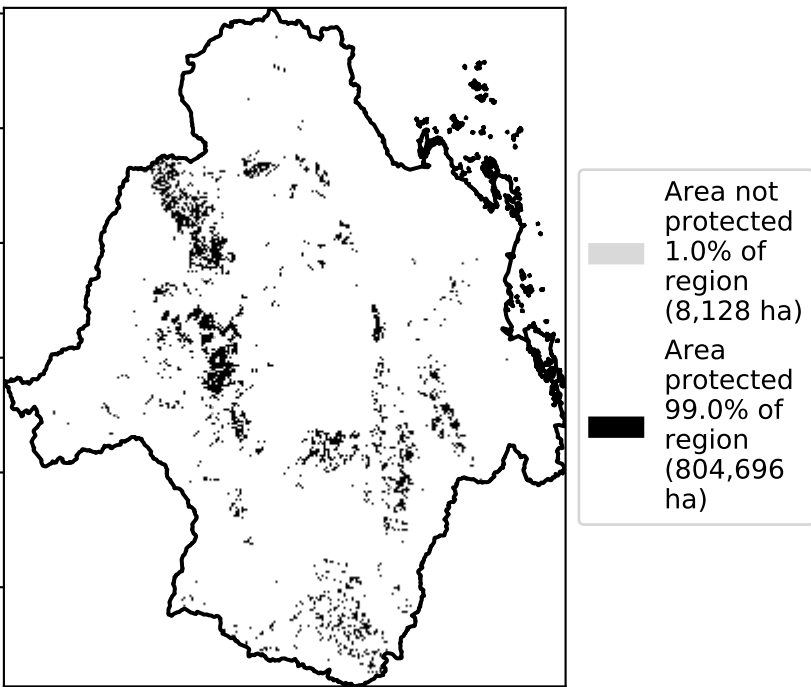 Area not
protected
1.0% of
region
(8,128 ha)
Area
protected
99.0% of
region
(804,696
ha)